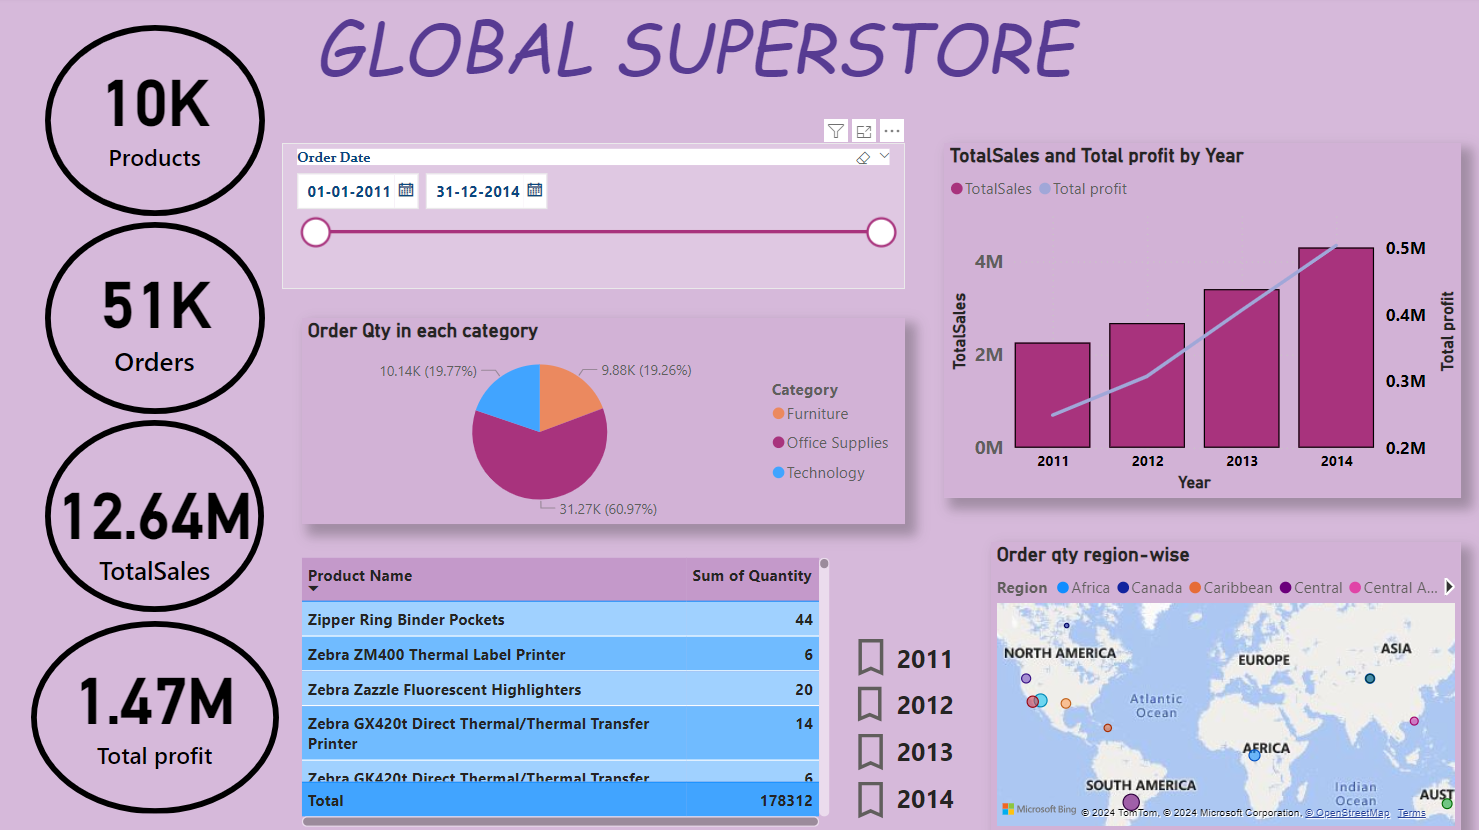 GLOBAL SUPERSTORE
10K
Products
51K
Orders
12.64M
TotalSales
1.47M
Total profit
Order Date
01-01-2011
31-12-2014
Order Qty in each category
10.14K (19.77%)
9.88K (19.26%)
31.27K (60.97%)
Category
Furniture
Office Supplies
Technology
TotalSales and Total profit by Year
TotalSales Total profit
TotalSales
4M
2M
0M
0.5M
0.4M
0.3M
0.2M
Total profit
2011 2012 2013 2014
Year
Product Name Sum of Quantity
Zipper Ring Binder Pockets 44
Zebra ZM400 Thermal Label Printer 6
Zebra Zazzle Fluorescent Highlighters 20
Zebra GX420t Direct Thermal/Thermal Transfer 14
Printer
Zebra GK420t Direct Thermal/Thermal Transfer 6
Total 178312
2011
2012
2013
2014
Order qty region-wise
Region Africa Canada Caribbean Central Central A...
NORTH AMERICA
EUROPE
ASIA
Atlantic
Ocean
AFRICA
SOUTH AMERICA
Indian
Ocean
AUST
Microsoft Bing
© 2024 TomTom, © 2024 Microsoft Corporation, © OpenStreetMap Terms